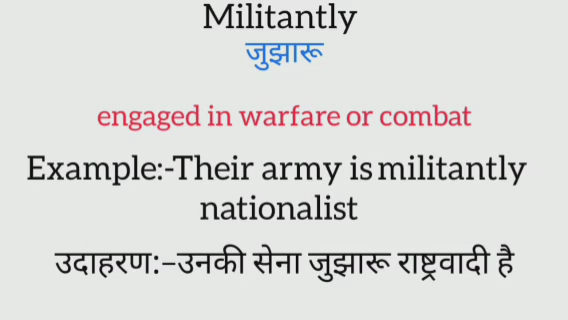 Militantly
जुझारू
engaged in warfare or combat
Example:-Their army is militantly
nationalist
उदाहरण:–उनकी सेना जुझारू राष्ट्रवादी है